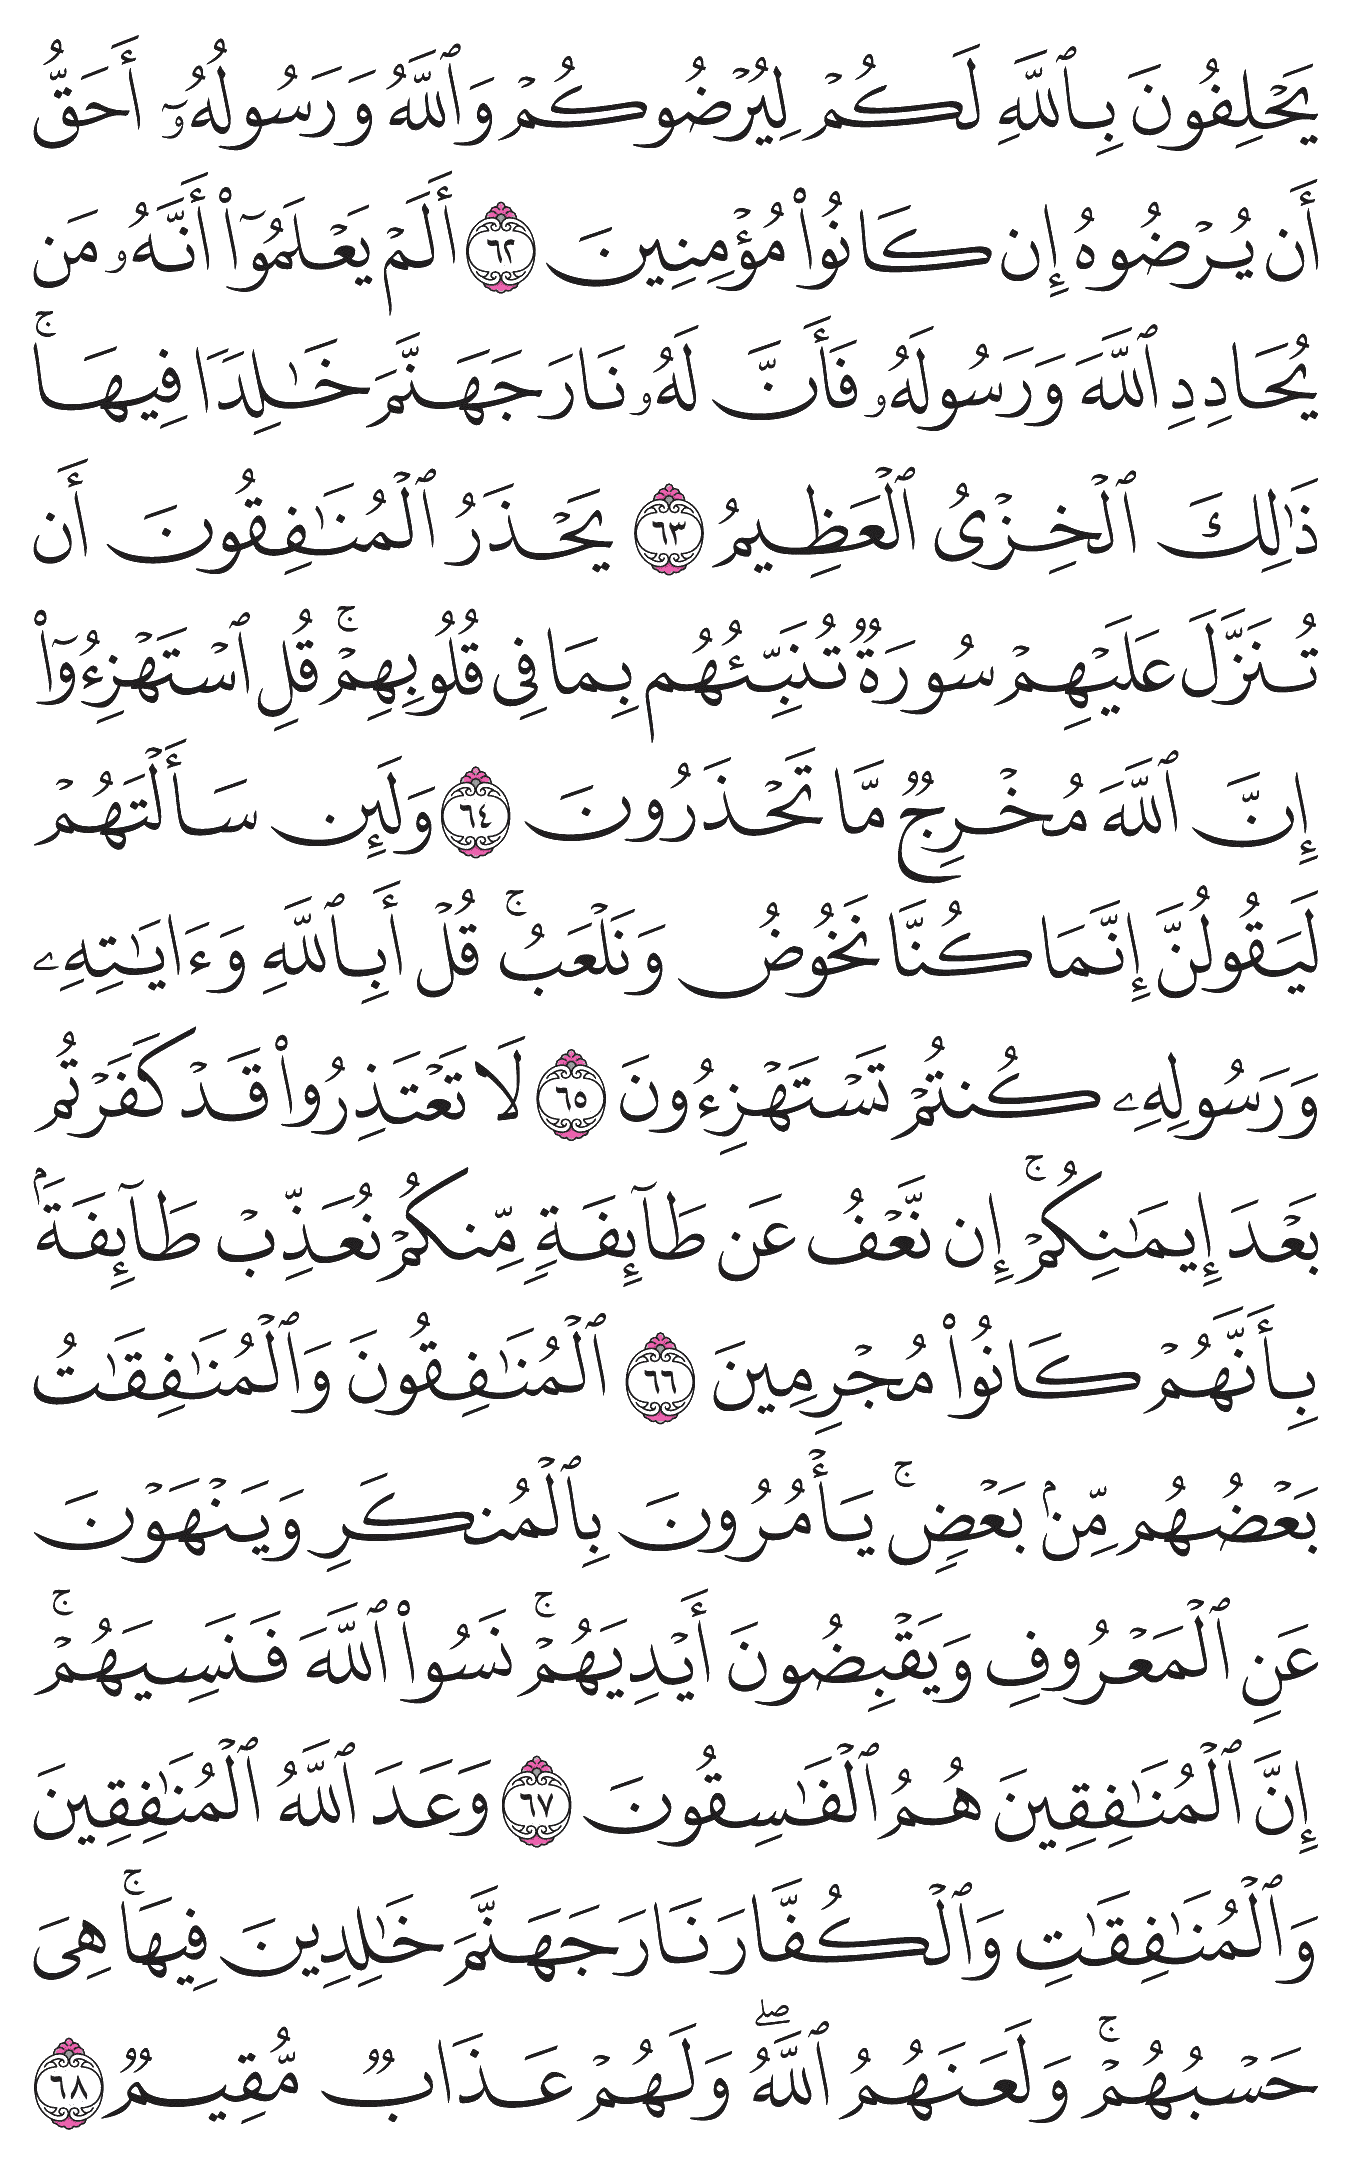 يَحْلِفُونَ بِٱللَّهِ لَكُمْ لِيُرْضُوكُمْ وَٱللَّهُ وَرَسُولُهُۥٓ أَحَقُّ
أَن يُرْضُوهُ إِن كَانُوا۟ مُؤْمِنِينَ ٦٢ أَلَمْ يَعْلَمُوٓا۟ أَنَّهُۥ مَن
يُحَادِدِ ٱللَّهَ وَرَسُولَهُۥ فَأَنَّ لَهُۥ نَارَ جَهَنَّمَ خَـٰلِدًا فِيهَا ۚ
ذَٰلِكَ ٱلْخِزْىُ ٱلْعَظِيمُ ٦٣ يَحْذَرُ ٱلْمُنَـٰفِقُونَ أَن
تُنَزَّلَ عَلَيْهِمْ سُورَةٌ تُنَبِّئُهُم بِمَا فِى قُلُوبِهِمْ ۚ قُلِ ٱسْتَهْزِءُوٓا۟
إِنَّ ٱللَّهَ مُخْرِجٌ مَّا تَحْذَرُونَ ٦٤ وَلَئِن سَأَلْتَهُمْ
لَيَقُولُنَّ إِنَّمَا كُنَّا نَخُوضُ وَنَلْعَبُ ۚ قُلْ أَبِٱللَّهِ وَءَايَـٰتِهِۦ
وَرَسُولِهِۦ كُنتُمْ تَسْتَهْزِءُونَ ٦٥ لَا تَعْتَذِرُوا۟ قَدْ كَفَرْتُم
بَعْدَ إِيمَـٰنِكُمْ ۚ إِن نَّعْفُ عَن طَآئِفَةٍ مِّنكُمْ نُعَذِّبْ طَآئِفَةًۢ
بِأَنَّهُمْ كَانُوا۟ مُجْرِمِينَ ٦٦ ٱلْمُنَـٰفِقُونَ وَٱلْمُنَـٰفِقَـٰتُ
بَعْضُهُم مِّنۢ بَعْضٍ ۚ يَأْمُرُونَ بِٱلْمُنكَرِ وَيَنْهَوْنَ
عَنِ ٱلْمَعْرُوفِ وَيَقْبِضُونَ أَيْدِيَهُمْ ۚ نَسُوا۟ ٱللَّهَ فَنَسِيَهُمْ ۚ
إِنَّ ٱلْمُنَـٰفِقِينَ هُمُ ٱلْفَـٰسِقُونَ ٦٧ وَعَدَ ٱللَّهُ ٱلْمُنَـٰفِقِينَ
وَٱلْمُنَـٰفِقَـٰتِ وَٱلْكُفَّارَ نَارَ جَهَنَّمَ خَـٰلِدِينَ فِيهَا ۚ هِىَ
حَسْبُهُمْ ۚ وَلَعَنَهُمُ ٱللَّهُ ۖ وَلَهُمْ عَذَابٌ مُّقِيمٌ ٦٨